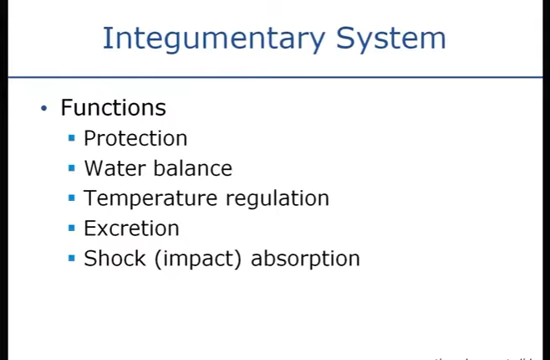 Integumentary System
• Functions
▪ Protection
▪ Water balance
▪ Temperature regulation
▪ Excretion
▪ Shock (impact) absorption